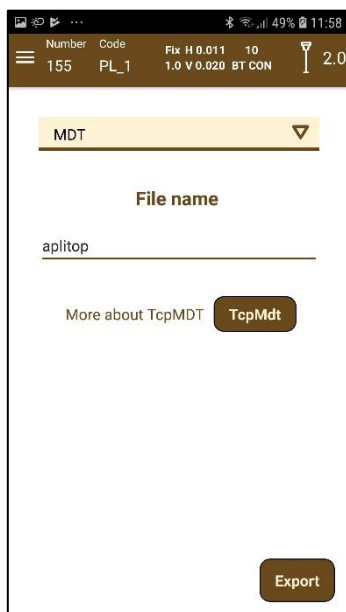 49% 11:58
Number Code Fix H 0.011 10
155 PL_1 1.0 V 0.020 BT CON 2.0
MDT
File name
aplitop
More about TcpMDT TcpMdt
Export